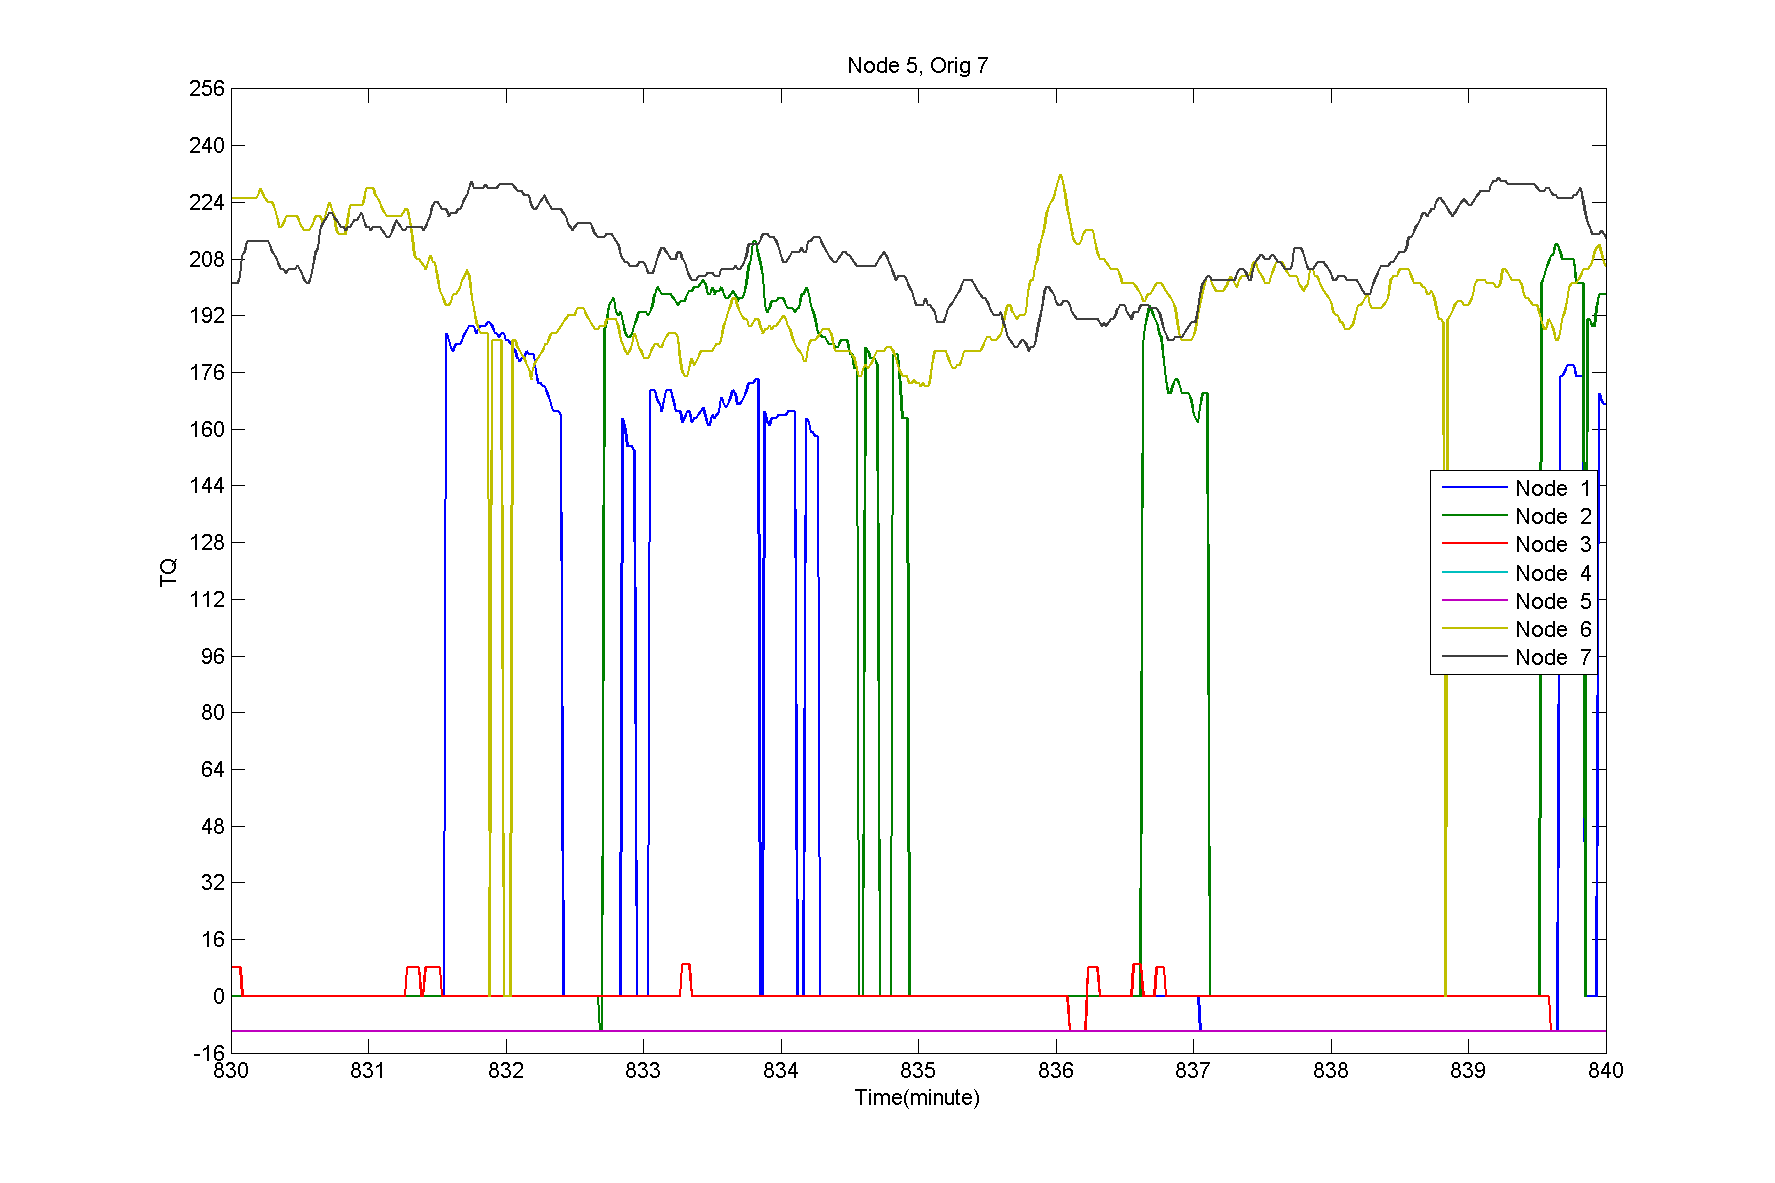 Node 5, Orig 7
256
240
224
208
192
176
160
144
128
112
96
80
64
48
32
16
0
-16
TQ
Node 1
Node 2
Node 3
Node 4
Node 5
Node 6
Node 7
830 831 832 833 834 835 836 837 838 839 840
Time(minute)